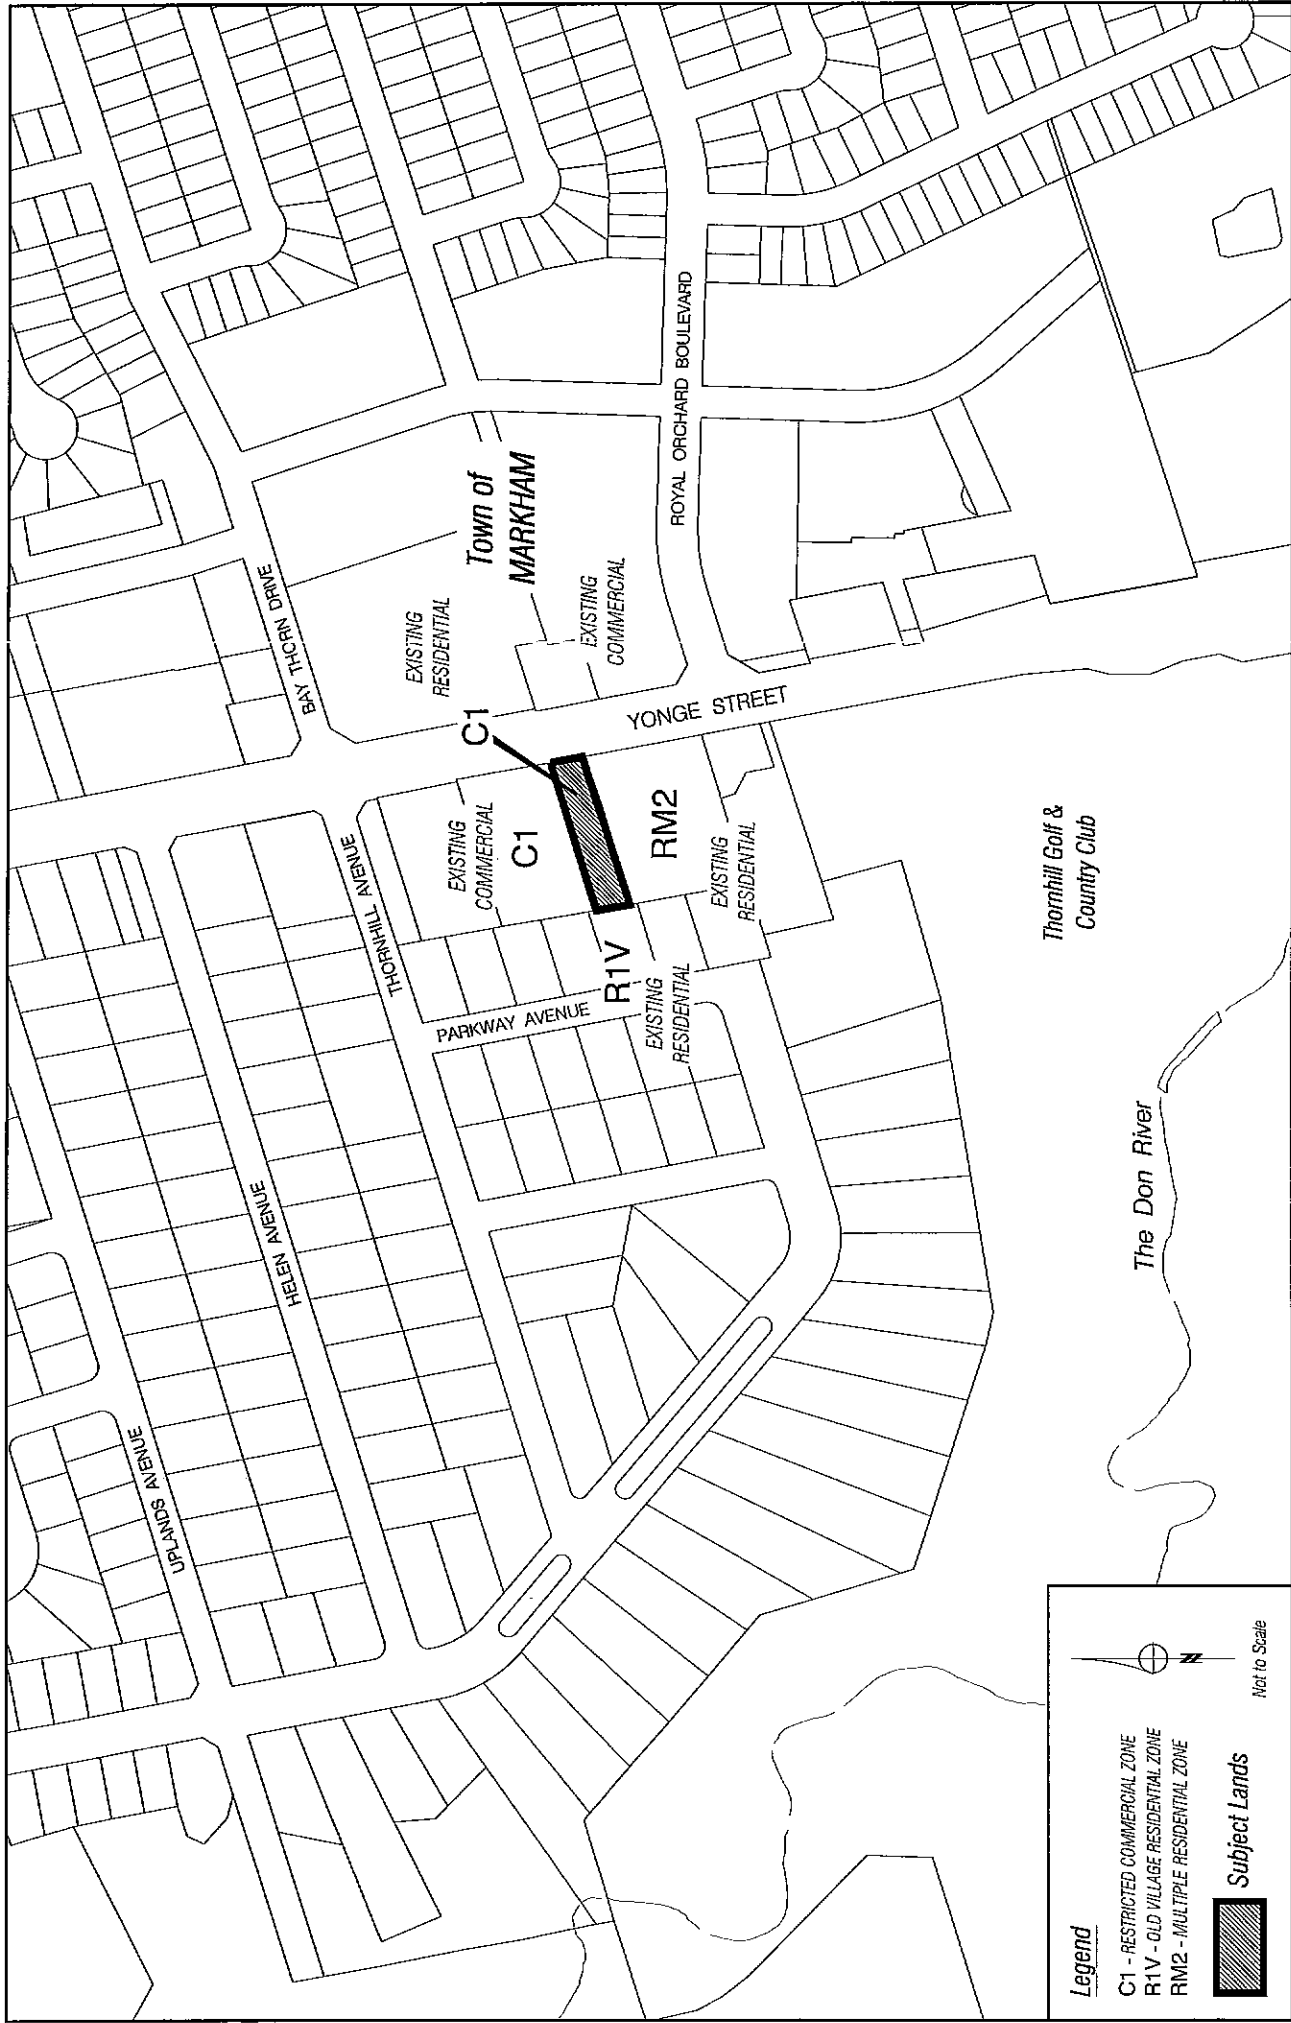 UPLANDS AVENUE
HELEN AVENUE
THORNHILL AVENUE
PARKWAY AVENUE
BAY THORN DRIVE
EXISTING
RESIDENTIAL
Town of
MARKHAM
EXISTING
COMMERCIAL
ROYAL ORCHARD BOULEVARD
YONGE STREET
C1
EXISTING
COMMERCIAL
C1
RM2
R1V
EXISTING
RESIDENTIAL
EXISTING
RESIDENTIAL
Thornhill Golf &
Country Club
The Don River
Legend
C1 - RESTRICTED COMMERCIAL ZONE
R1V - OLD VILLAGE RESIDENTIAL ZONE
RM2 - MULTIPLE RESIDENTIAL ZONE
Subject Lands
N
Not to Scale